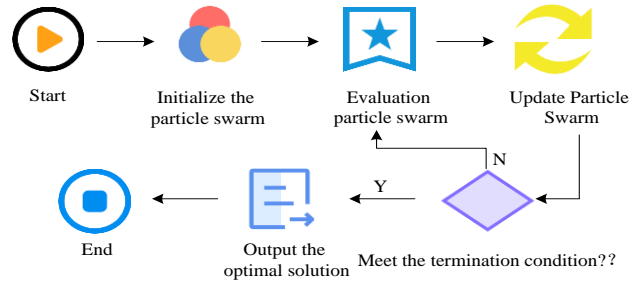 Start
Initialize the
particle swarm
Evaluation
particle swarm
Update Particle
Swarm
N
Y
End
Output the
optimal solution
Meet the termination condition??